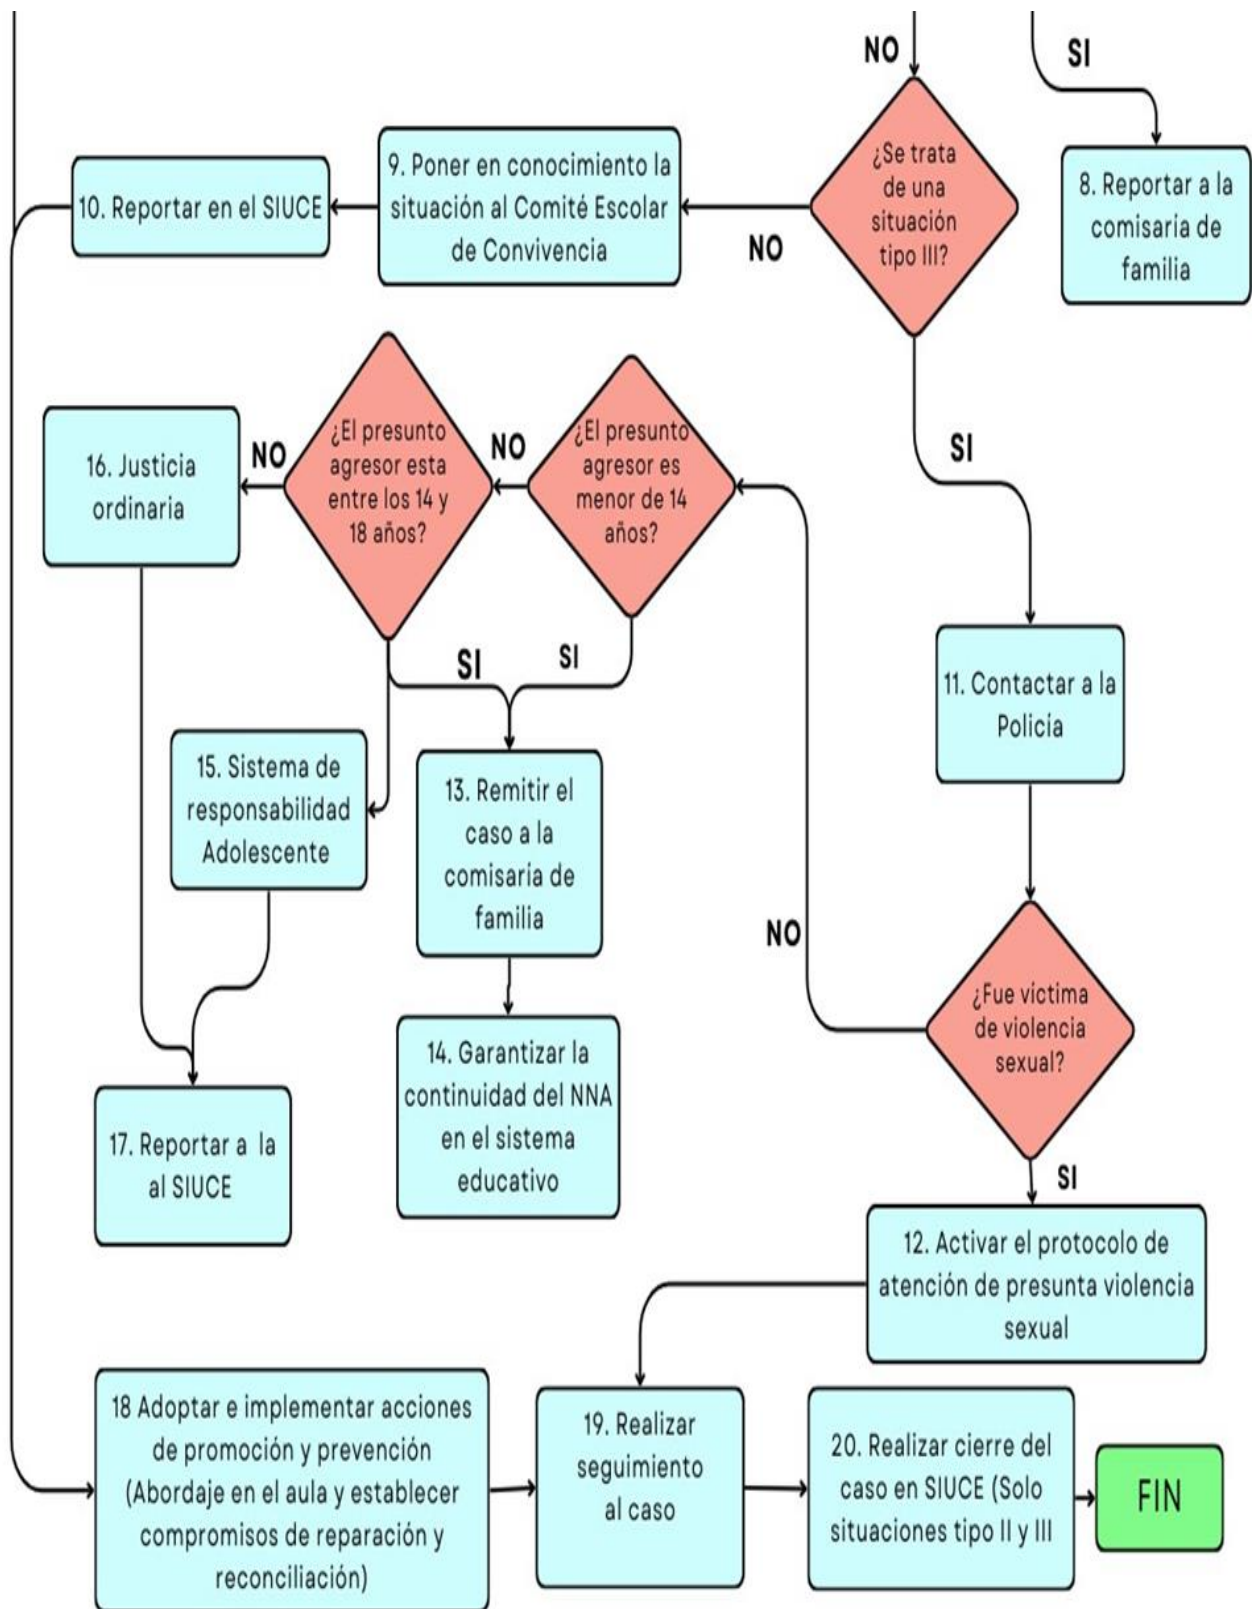 NO
SI
¿Se trata
de una
situación
tipo III?
8. Reportar a la
comisaría de
familia
9. Poner en conocimiento la
situación al Comité Escolar
de Convivencia
10. Reportar en el SIUCE
NO
SI
16. Justicia
ordinaria
NO
¿El presunto
agresor esta
entre los 14 y
18 años?
NO
¿El presunto
agresor es
menor de 14
años?
SI
SI
11. Contactar a la
Policia
15. Sistema de
responsabilidad
Adolescente
13. Remitir el
caso a la
comisaria de
familia
NO
¿Fue victima
de violencia
sexual?
14. Garantizar la
continuidad del NNA
en el sistema
educativo
17. Reportar a la
al SIUCE
SI
12. Activar el protocolo de
atención de presunta violencia
sexual
18 Adoptar e implementar acciones
de promoción y prevención
(Abordaje en el aula y establecer
compromisos de reparación y
reconciliación)
19. Realizar
seguimiento
al caso
20. Realizar cierre del
caso en SIUCE (Solo
situaciones tipo II y III
FIN